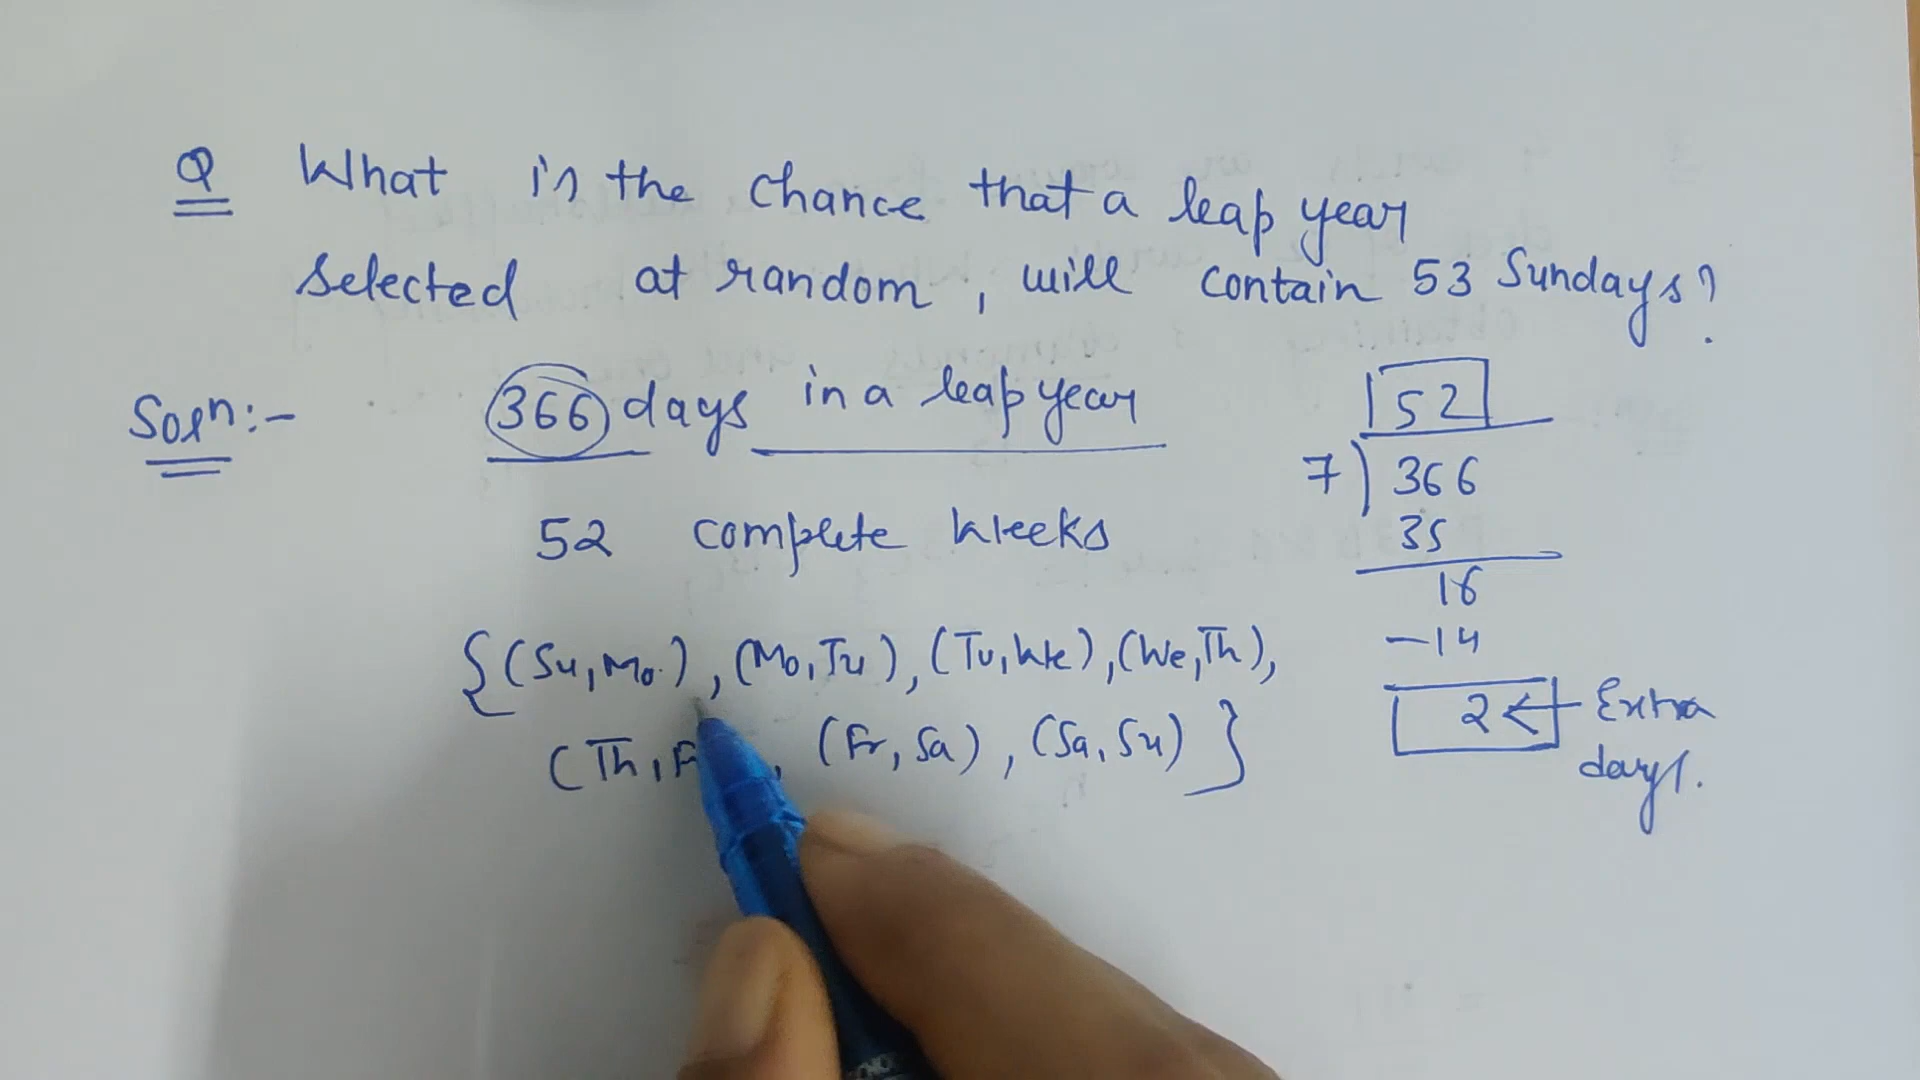 Q What is the chance that a leap year
selected at random, will contain 53 Sundays?
Soln:- 366 days in a leap year
52 complete weeks
{(Su,Mo), (Mo,Tu), (Tu,We), (We,Th),
(Th, F , (Fr, Sa), (Sa, Su)}
52
7) 366
35
16
-14
2 ← Extra
days.